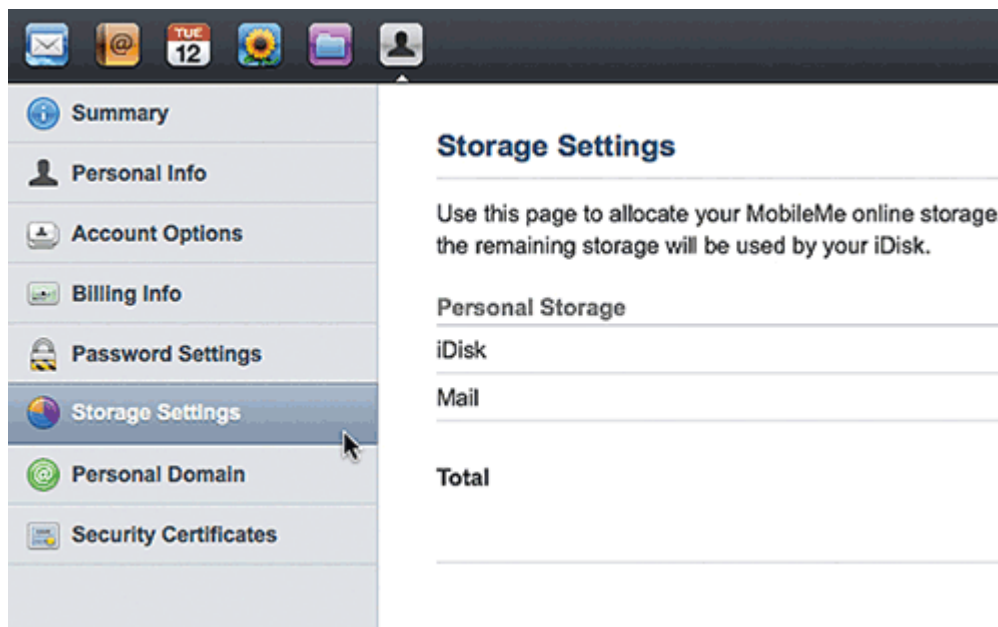 @
TUE
12
Summary
Personal Info
Account Options
Billing Info
Password Settings
Storage Settings
@
Personal Domain
Security Certificates
Storage Settings
Use this page to allocate your MobileMe online storage
the remaining storage will be used by your iDisk.
Personal Storage
iDisk
Mail
Total